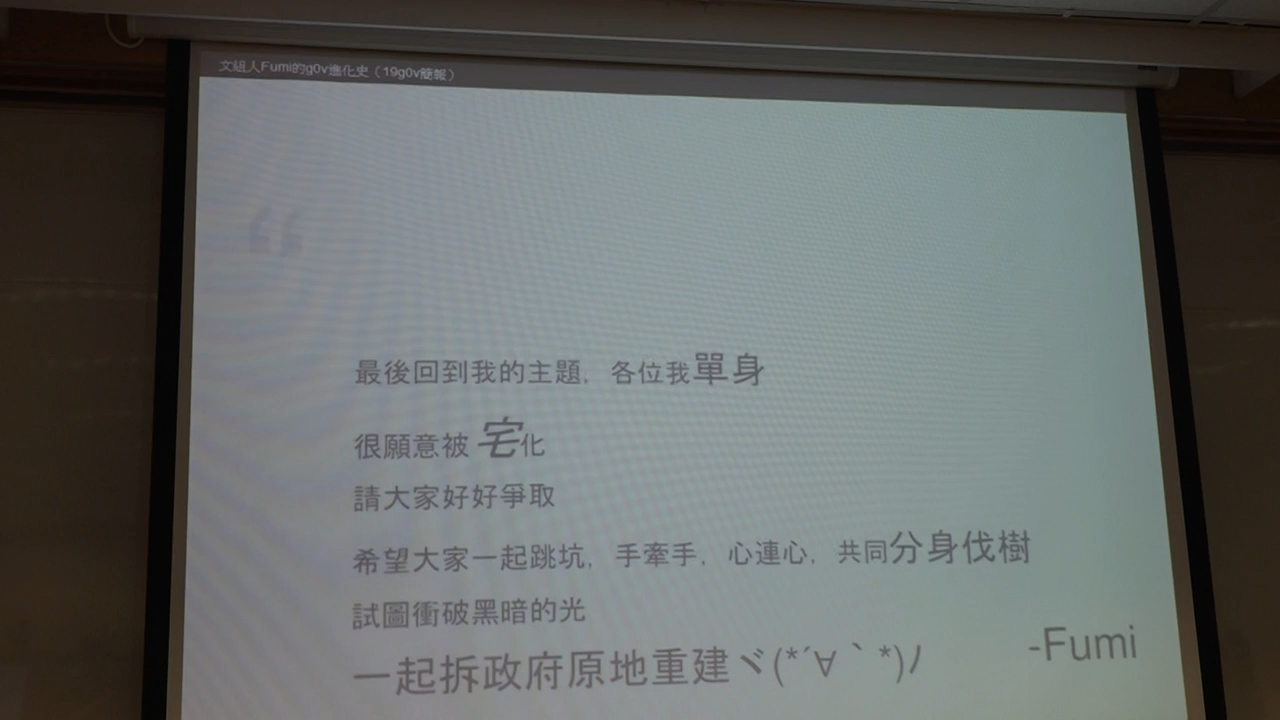 文組人Fumi的g0v進化史（19g0v簡報）
“
最後回到我的主題，各位我單身
很願意被 宅化
請大家好好爭取
希望大家一起跳坑，手牽手，心連心，共同分身伐樹
試圖衝破黑暗的光
一起拆政府原地重建ヾ(*´∀｀*)ﾉ
-Fumi